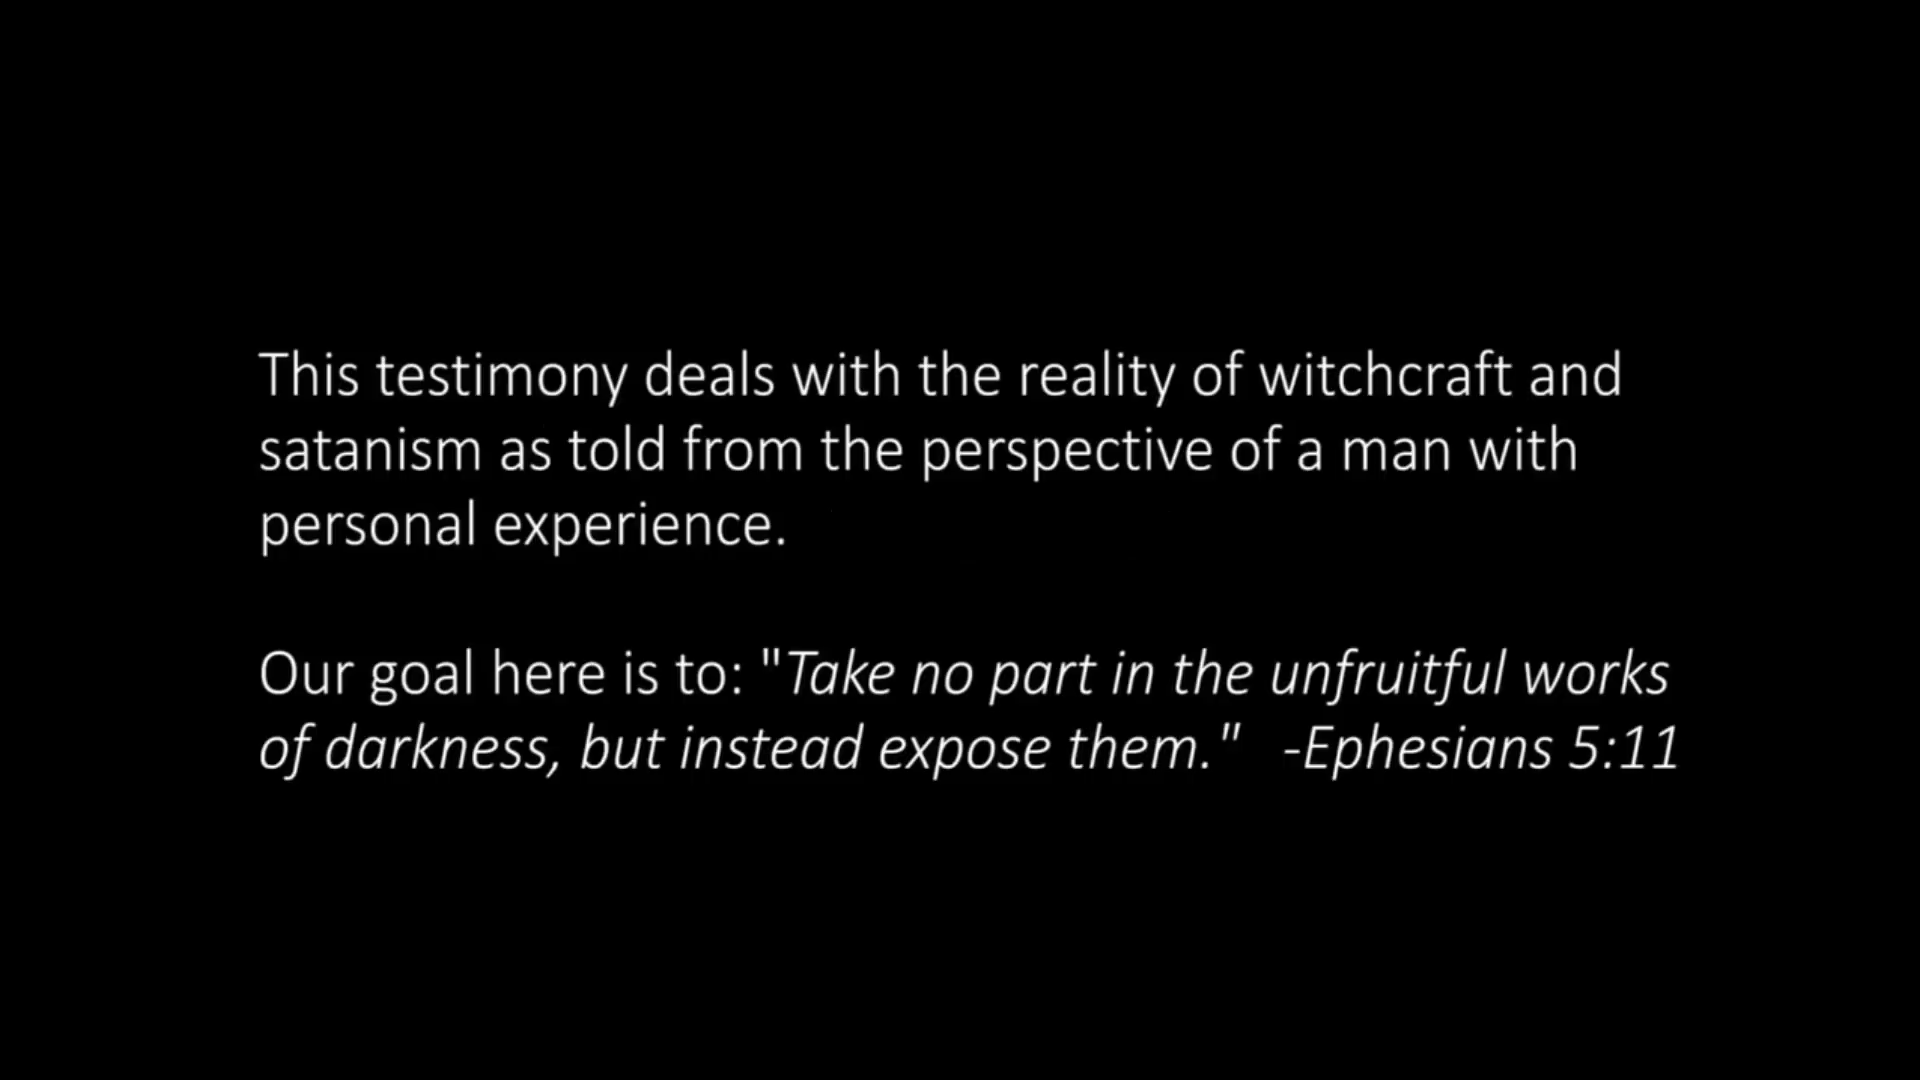 This testimony deals with the reality of witchcraft and
satanism as told from the perspective of a man with
personal experience.
Our goal here is to: "Take no part in the unfruitful works
of darkness, but instead expose them." -Ephesians 5:11